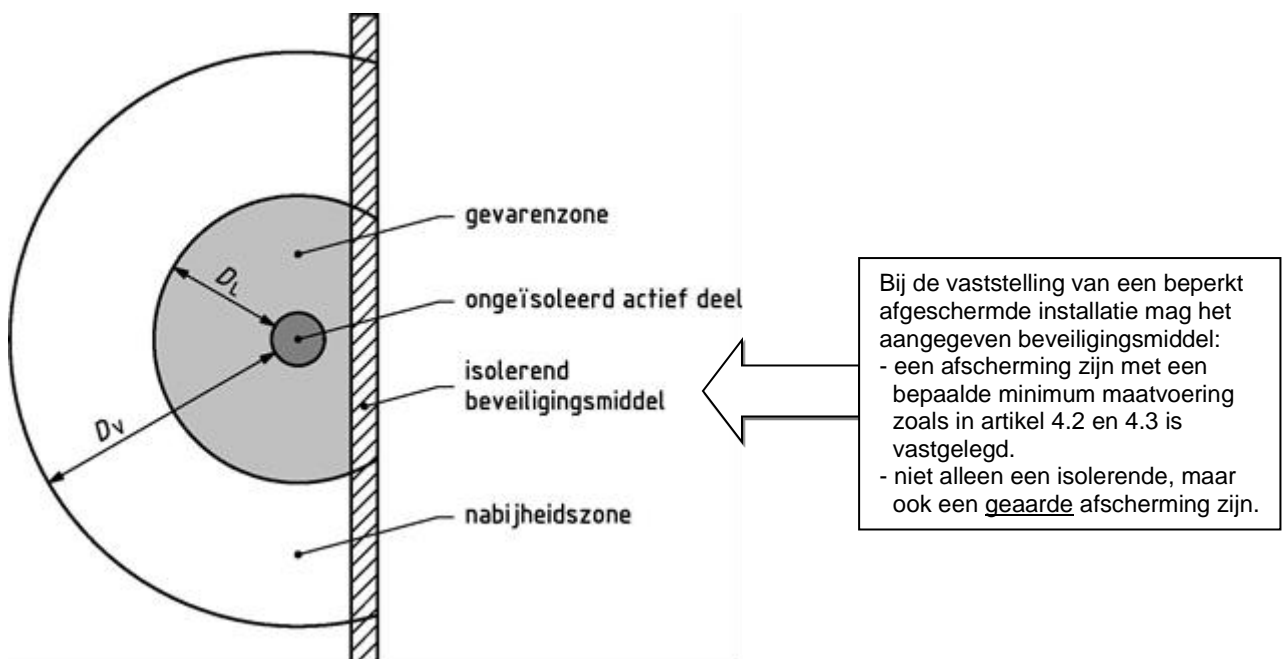 gevarenzone
D_L
ongeïsoleerd actief deel
isolerend
beveiligingsmiddel
Dv
nabijheidszone
Bij de vaststelling van een beperkt
afgeschermde installatie mag het
aangegeven beveiligingsmiddel:
- een afscherming zijn met een
bepaalde minimum maatvoering
zoals in artikel 4.2 en 4.3 is
vastgelegd.
- niet alleen een isolerende, maar
ook een geaarde afscherming zijn.